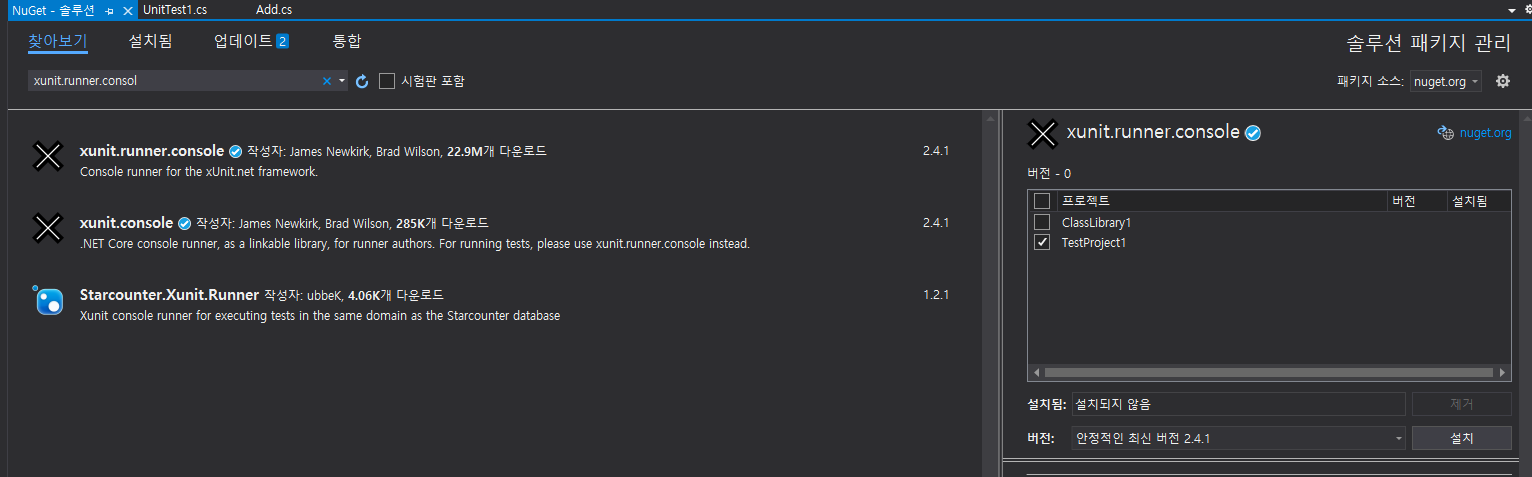 NuGet - 솔루션 UnitTest1.cs Add.cs
찾아보기 설치됨 업데이트 2 통합 솔루션 패키지 관리
xunit.runner.consol 시험판 포함 패키지 소스: nuget.org
xunit.runner.console 작성자: James Newkirk, Brad Wilson, 22.9M개 다운로드 2.4.1
Console runner for the xUnit.net framework.
xunit.console 작성자: James Newkirk, Brad Wilson, 285K개 다운로드 2.4.1
.NET Core console runner, as a linkable library, for runner authors. For running tests, please use xunit.runner.console instead.
Starcounter.Xunit.Runner 작성자: ubbeK, 4.06K개 다운로드 1.2.1
Xunit console runner for executing tests in the same domain as the Starcounter database
xunit.runner.console nuget.org
버전 - 0
프로젝트 버전 설치됨
ClassLibrary1
TestProject1
설치됨: 설치되지 않음 제거
버전: 안정적인 최신 버전 2.4.1 설치